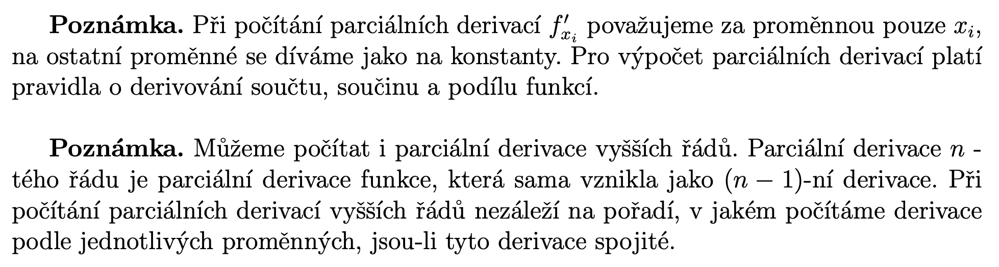 Poznámka. Při počítání parciálních derivací $f'_{x_i}$ považujeme za proměnnou pouze $x_i$,
na ostatní proměnné se díváme jako na konstanty. Pro výpočet parciálních derivací platí
pravidla o derivování součtu, součinu a podílu funkcí.
Poznámka. Můžeme počítat i parciální derivace vyšších řádů. Parciální derivace $n$ -
tého řádu je parciální derivace funkce, která sama vznikla jako $(n-1)$-ní derivace. Při
počítání parciálních derivací vyšších řádů nezáleží na pořadí, v jakém počítáme derivace
podle jednotlivých proměnných, jsou-li tyto derivace spojité.